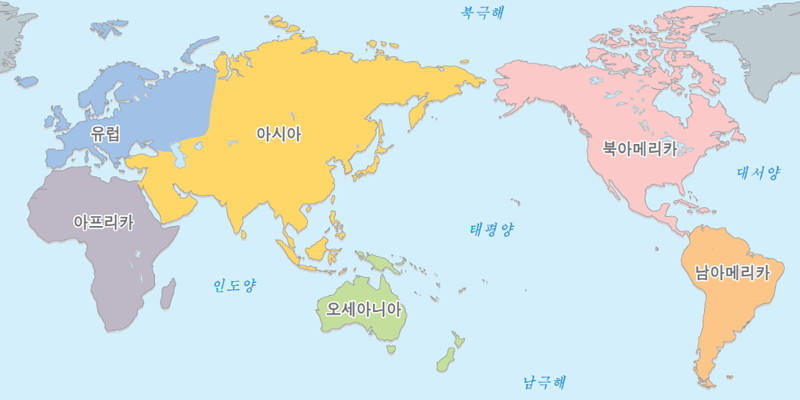 북극해
유럽
아시아
북아메리카
대서양
아프리카
태평양
남아메리카
인도양
오세아니아
남극해